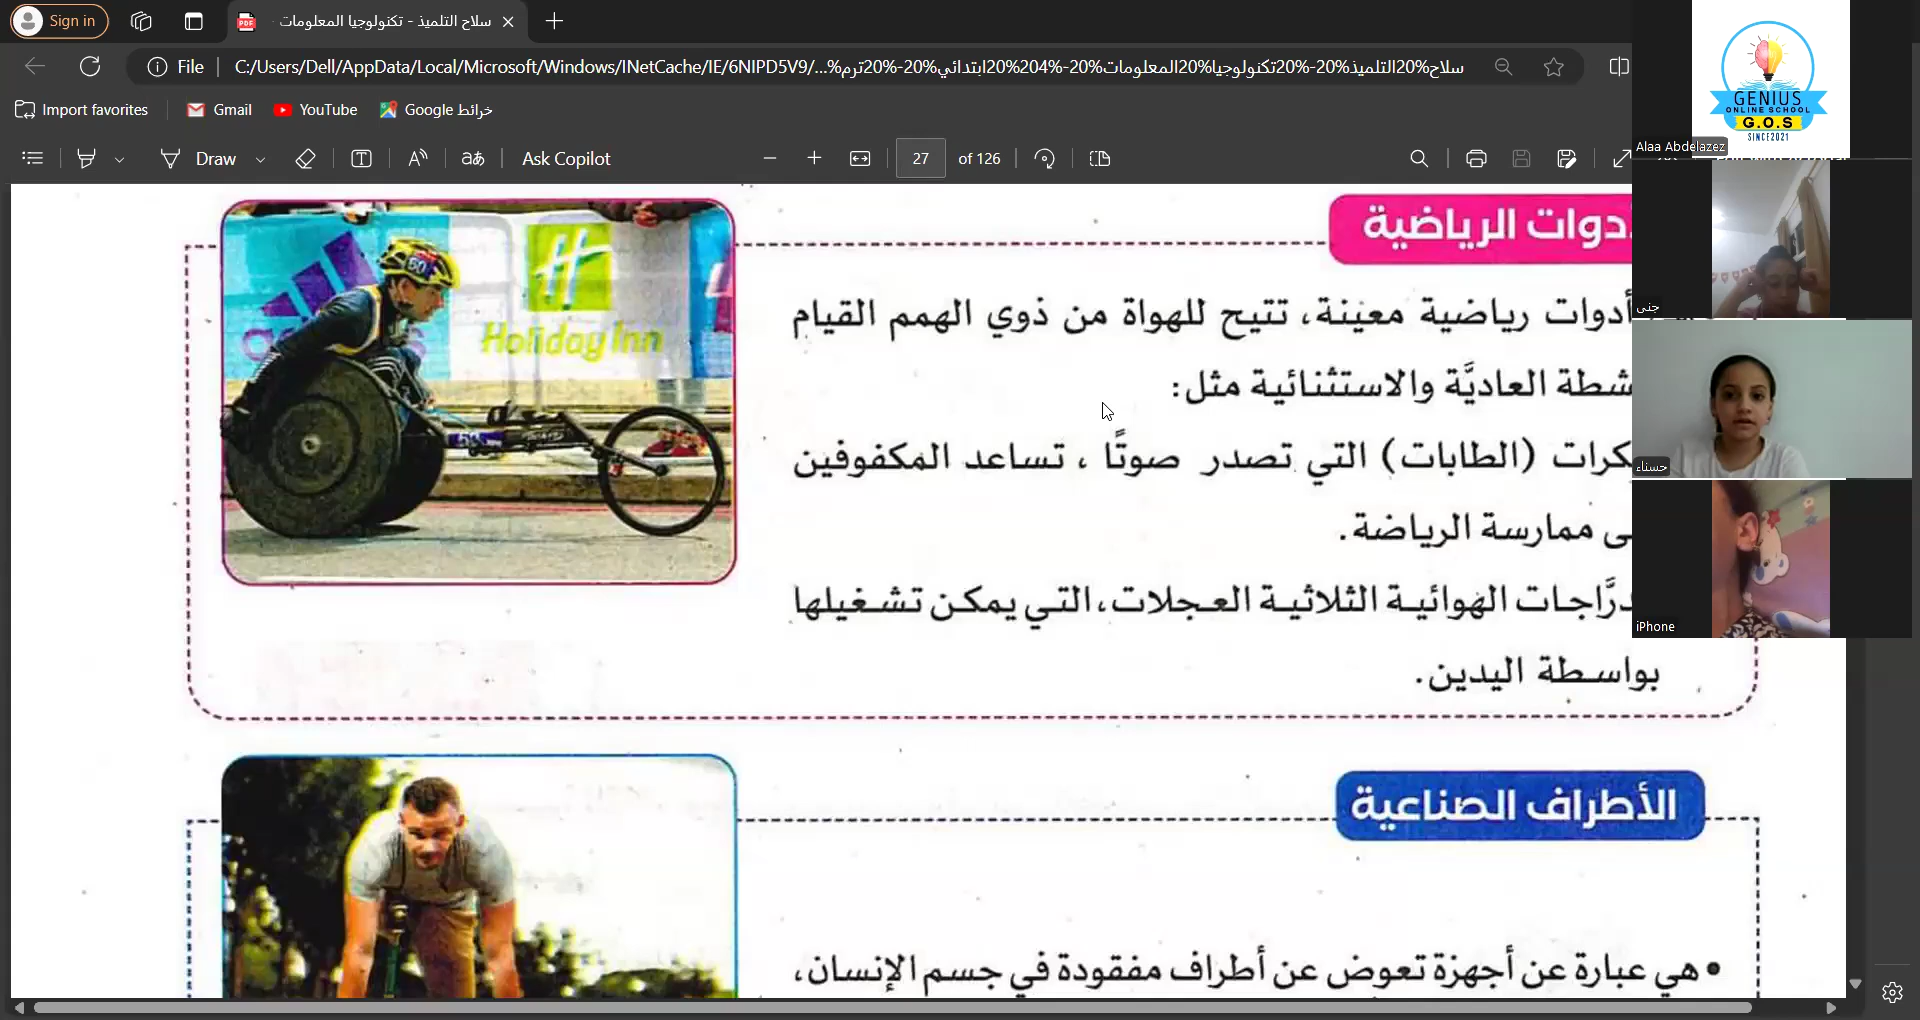 Sign in
سلاح التلميذ - تكنولوجيا المعلومات -
File
C:/Users/Dell/AppData/Local/Microsoft/Windows/INetCache/IE/6NIPD5V9/...سلاح%20التلميذ%20-%20تكنولوجيا%20المعلومات%20-%204%20ابتدائي%20-%20ترم%
Import favorites
Gmail
YouTube
خرائط Google
Draw
Ask Copilot
27
of 126
GENIUS
ONLINE SCHOOL
G.O.S
SINCE2021
Alaa Abdelazez
جنى
حسناء
iPhone
دوات الرياضية
أدوات رياضية معينة، تتيح للهواة من ذوي الهمم القيام
شطة العاديَّة والاستثنائية مثل:
كرات (الطابات) التي تصدر صوتًا ، تساعد المكفوفين
ى ممارسة الرياضة.
درَّاجات الهوائية الثلاثية العجلات، التي يمكن تشغيلها
بواسطة اليدين.
60
adidas
H
Holiday Inn
الأطراف الصناعية
• هي عبارة عن أجهزة تعوض عن أطراف مفقودة في جسم الإنسان،